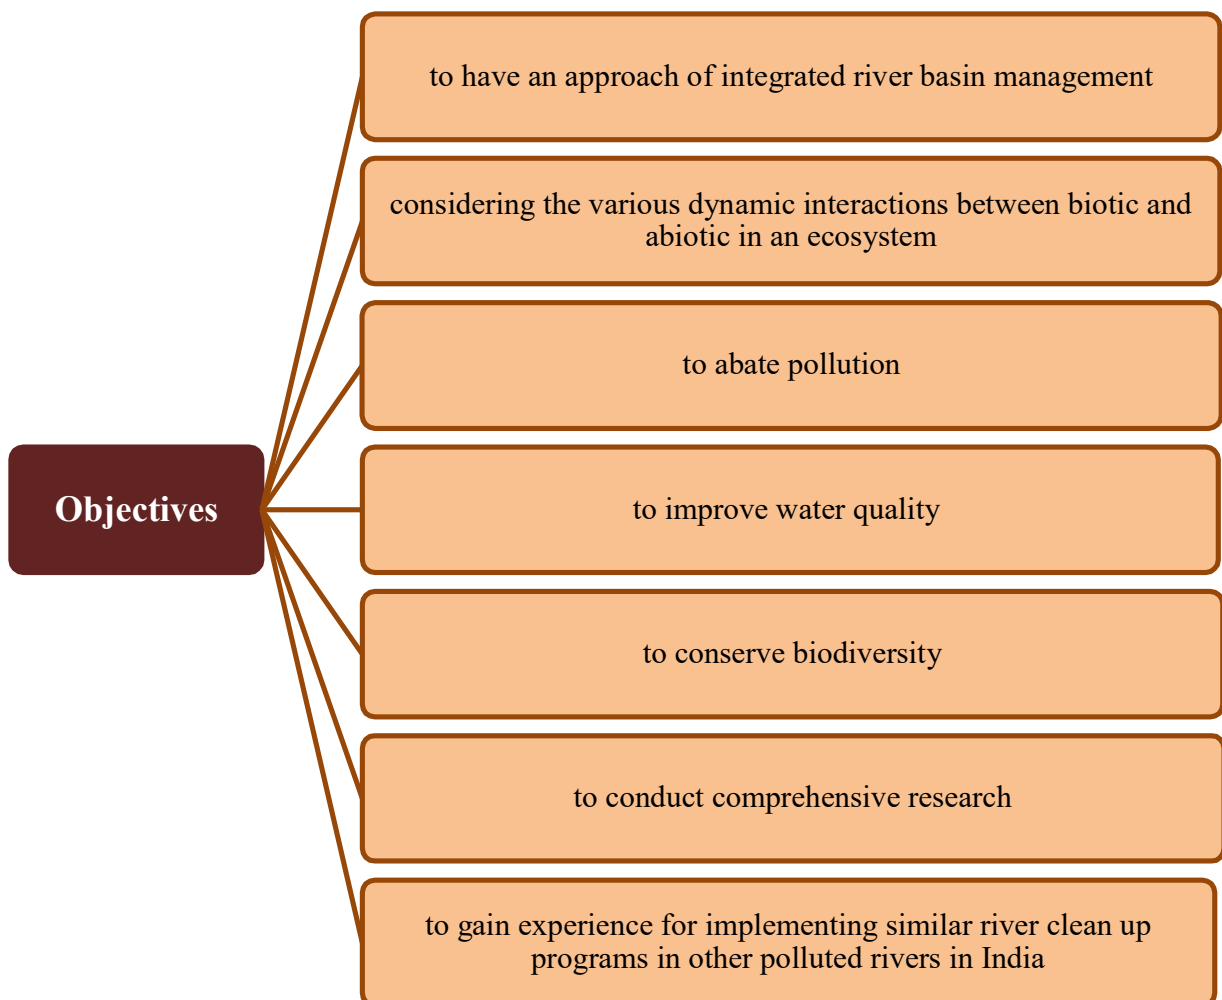 to have an approach of integrated river basin management
considering the various dynamic interactions between biotic and
abiotic in an ecosystem
to abate pollution
Objectives
to improve water quality
to conserve biodiversity
to conduct comprehensive research
to gain experience for implementing similar river clean up
programs in other polluted rivers in India